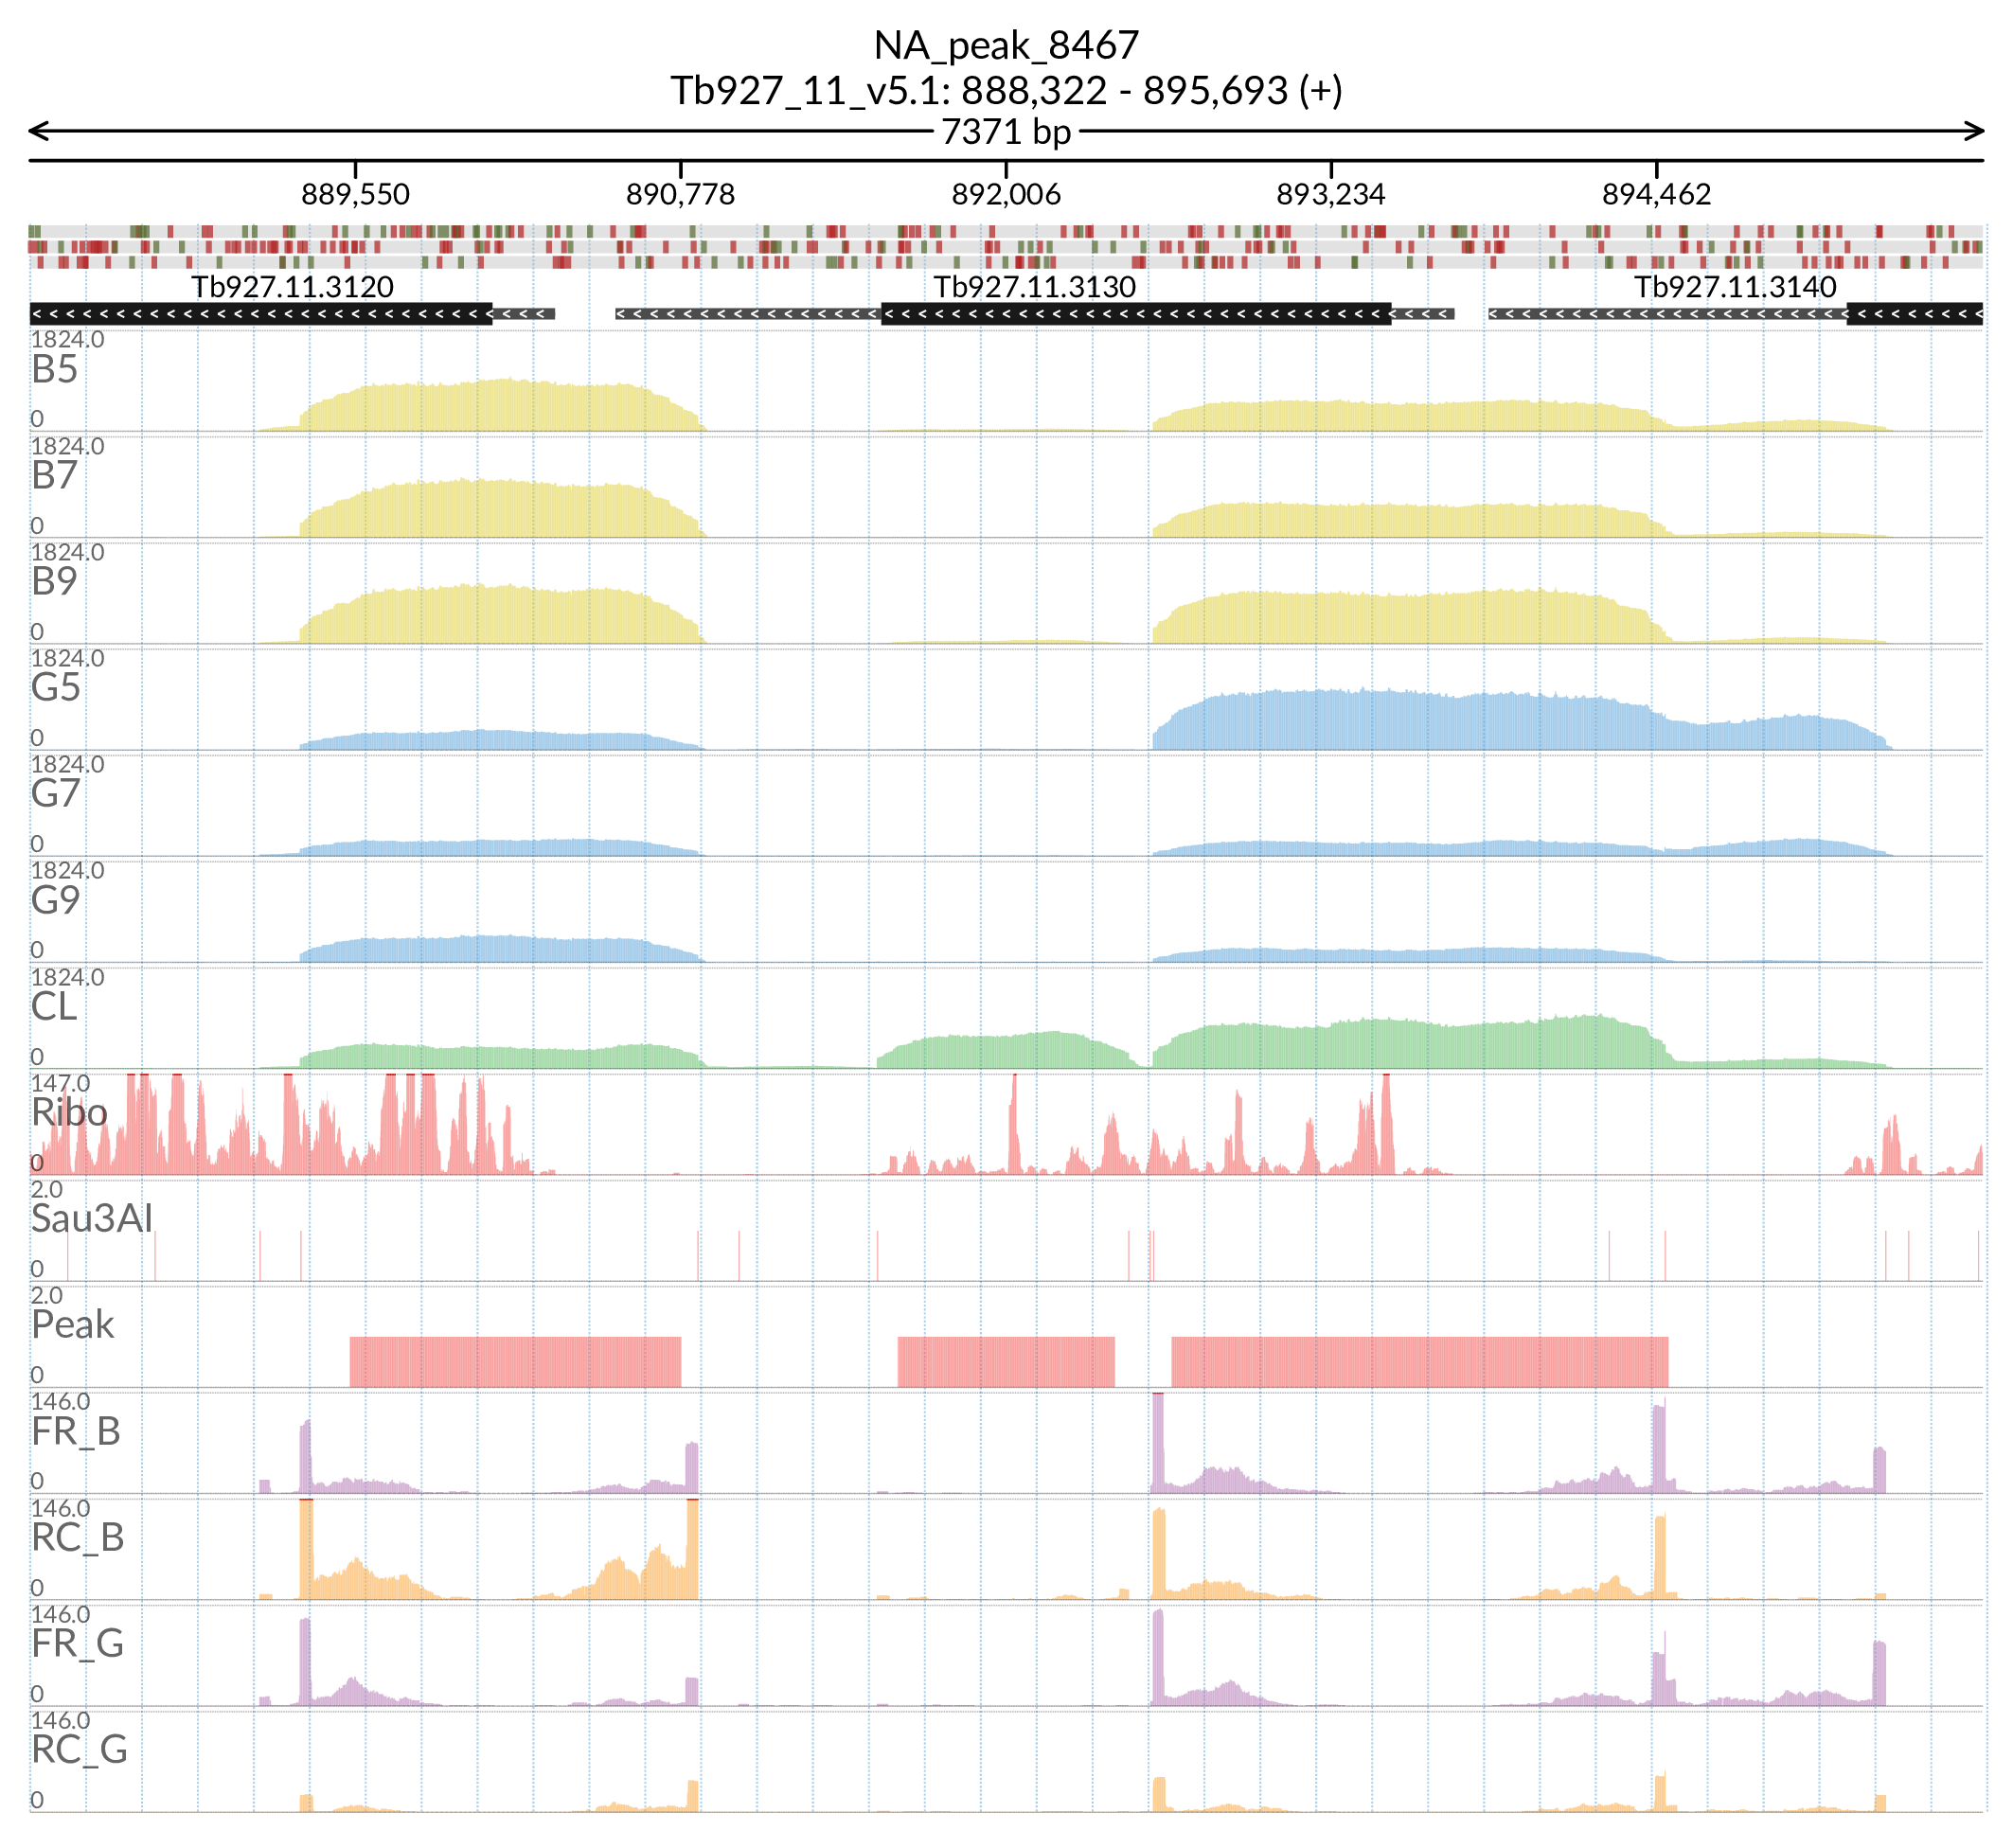 NA_peak_8467
Tb927_11_v5.1: 888,322 - 895,693 (+)
7371 bp
889,550 890,778 892,006 893,234 894,462
Tb927.11.3120 Tb927.11.3130 Tb927.11.3140
1824.0
B5
0
1824.0
B7
0
1824.0
B9
0
1824.0
G5
0
1824.0
G7
0
1824.0
G9
0
1824.0
CL
0
147.0
Ribo
0
2.0
Sau3AI
0
2.0
Peak
0
146.0
FR_B
0
146.0
RC_B
0
146.0
FR_G
0
146.0
RC_G
0